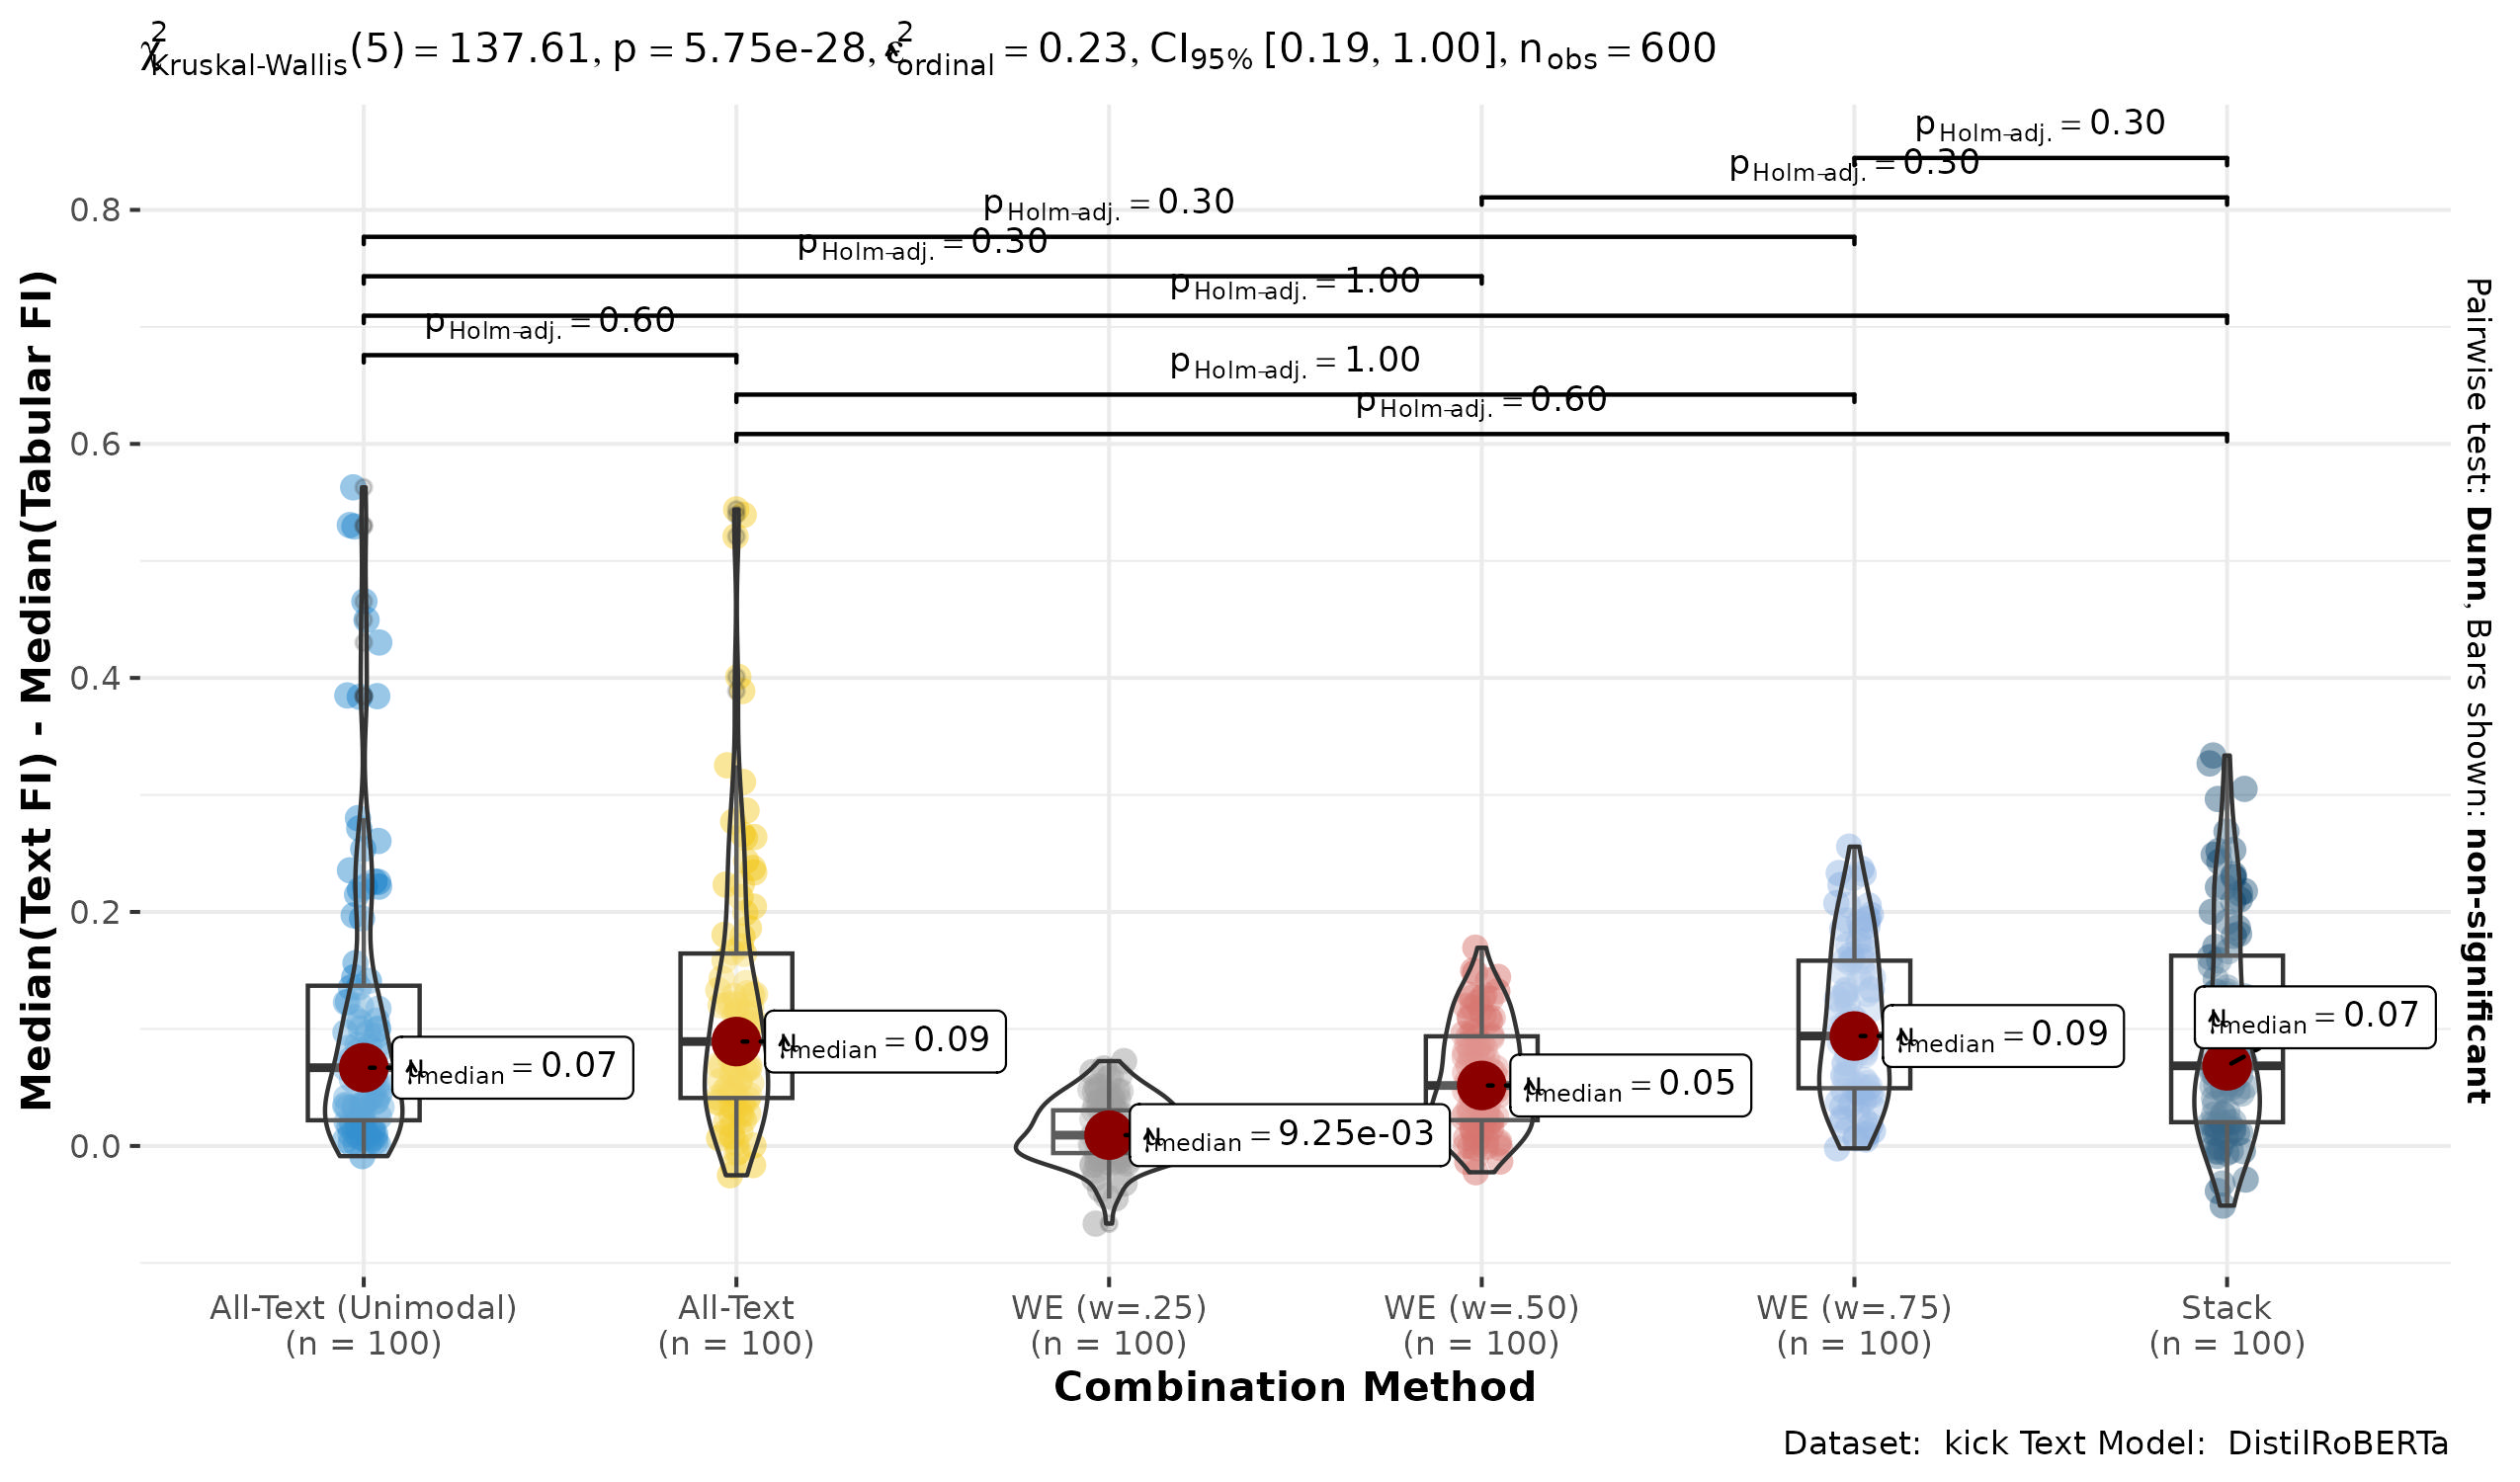 χ²Kruskal-Wallis(5) = 137.61, p = 5.75e-28, ε̂²ordinal = 0.23, CI95% [0.19, 1.00], nobs = 600
pHolm-adj. = 0.30
pHolm-adj. = 0.30
pHolm-adj. = 0.30
pHolm-adj. = 0.30
pHolm-adj. = 1.00
pHolm-adj. = 0.60
pHolm-adj. = 1.00
pHolm-adj. = 0.60
Median(Text FI) - Median(Tabular FI)
0.8
0.6
0.4
0.2
0.0
μ̂median = 0.07
μ̂median = 0.09
μ̂median = 9.25e-03
μ̂median = 0.05
μ̂median = 0.09
μ̂median = 0.07
Pairwise test: Dunn, Bars shown: non-significant
All-Text (Unimodal)
(n = 100)
All-Text
(n = 100)
WE (w=.25)
(n = 100)
WE (w=.50)
(n = 100)
WE (w=.75)
(n = 100)
Stack
(n = 100)
Combination Method
Dataset:  kick Text Model:  DistilRoBERTa